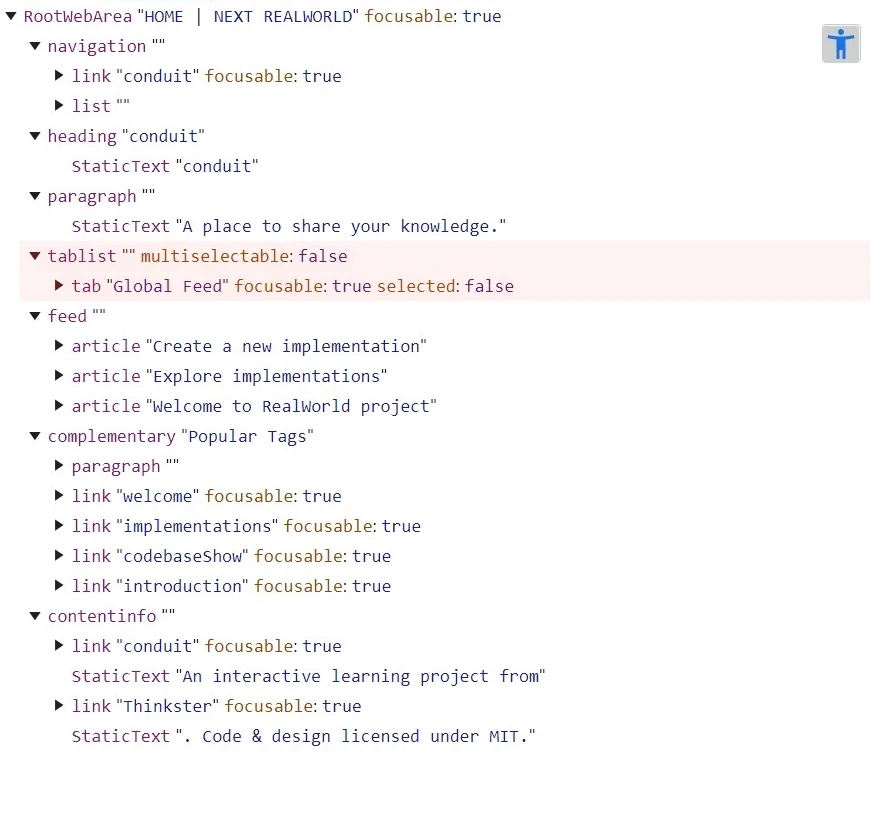 RootWebArea "HOME | NEXT REALWORLD" focusable: true
navigation ""
link "conduit" focusable: true
list ""
heading "conduit"
StaticText "conduit"
paragraph ""
StaticText "A place to share your knowledge."
tablist "" multiselectable: false
tab "Global Feed" focusable: true selected: false
feed ""
article "Create a new implementation"
article "Explore implementations"
article "Welcome to RealWorld project"
complementary "Popular Tags"
paragraph ""
link "welcome" focusable: true
link "implementations" focusable: true
link "codebaseShow" focusable: true
link "introduction" focusable: true
contentinfo ""
link "conduit" focusable: true
StaticText "An interactive learning project from"
link "Thinkster" focusable: true
StaticText ". Code & design licensed under MIT."